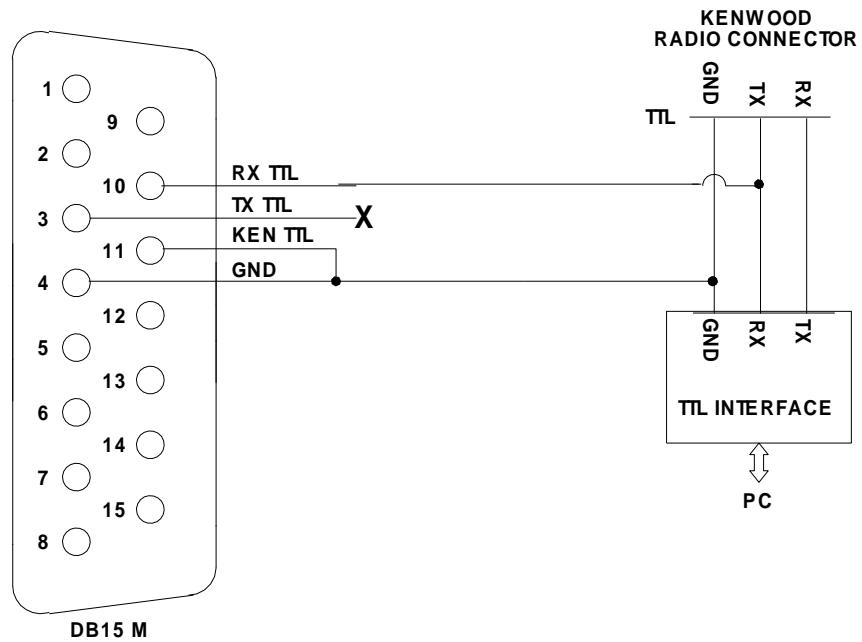 KENWOOD
RADIO CONNECTOR
GND
TX
RX
TTL
1
9
2
10
RX TTL
3
TX TTL
X
11
KEN TTL
4
GND
12
5
13
6
14
7
15
8
GND
RX
TX
TTL INTERFACE
PC
DB15 M